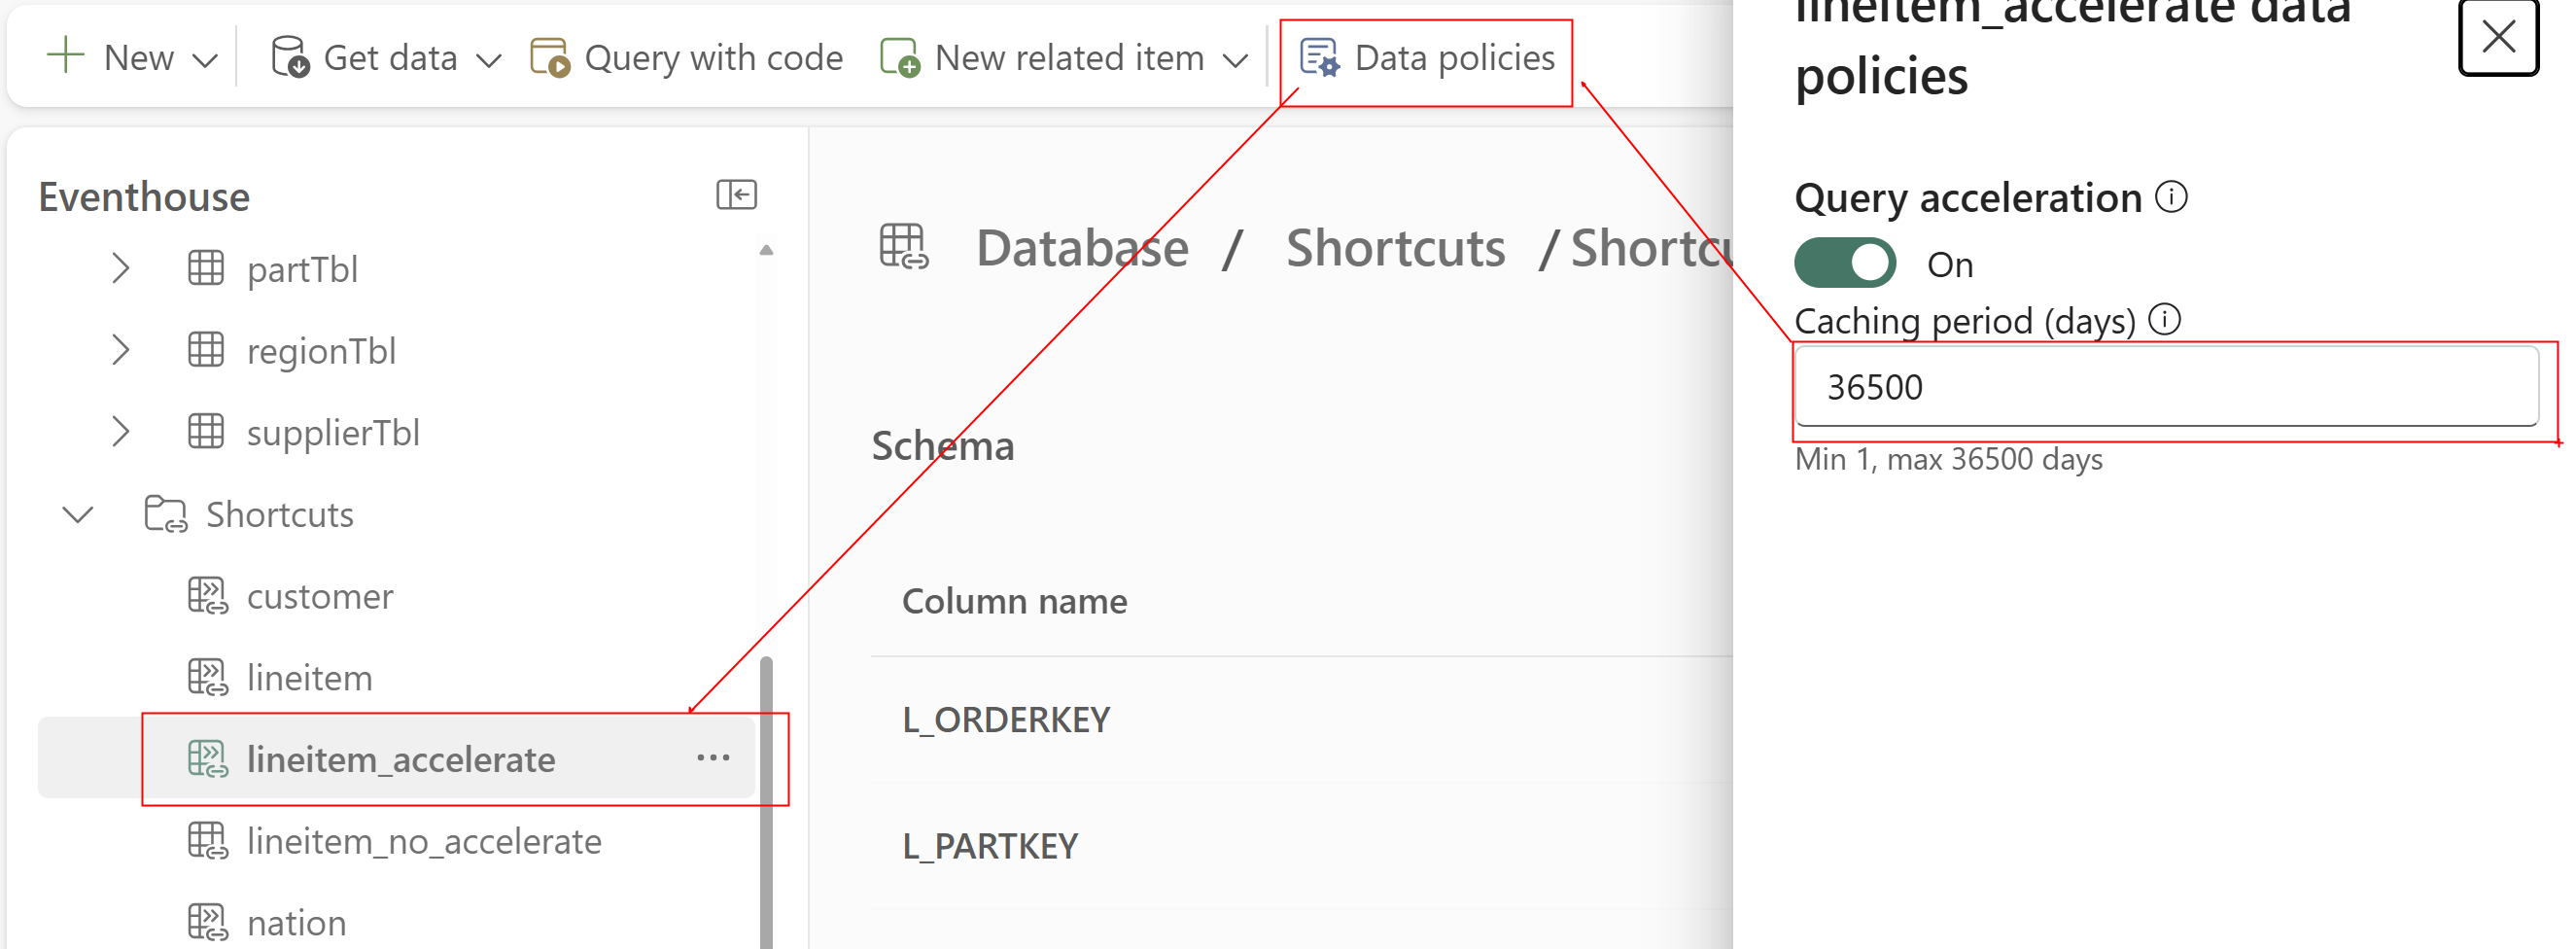 New
Get data
Query with code
New related item
Data policies
Eventhouse
partTbl
regionTbl
supplierTbl
Shortcuts
customer
lineitem
lineitem_accelerate
lineitem_no_accelerate
nation
Database / Shortcuts / Shortcu
Schema
Column name
L_ORDERKEY
L_PARTKEY
lineitem_accelerate data
policies
Query acceleration
On
Caching period (days)
36500
Min 1, max 36500 days